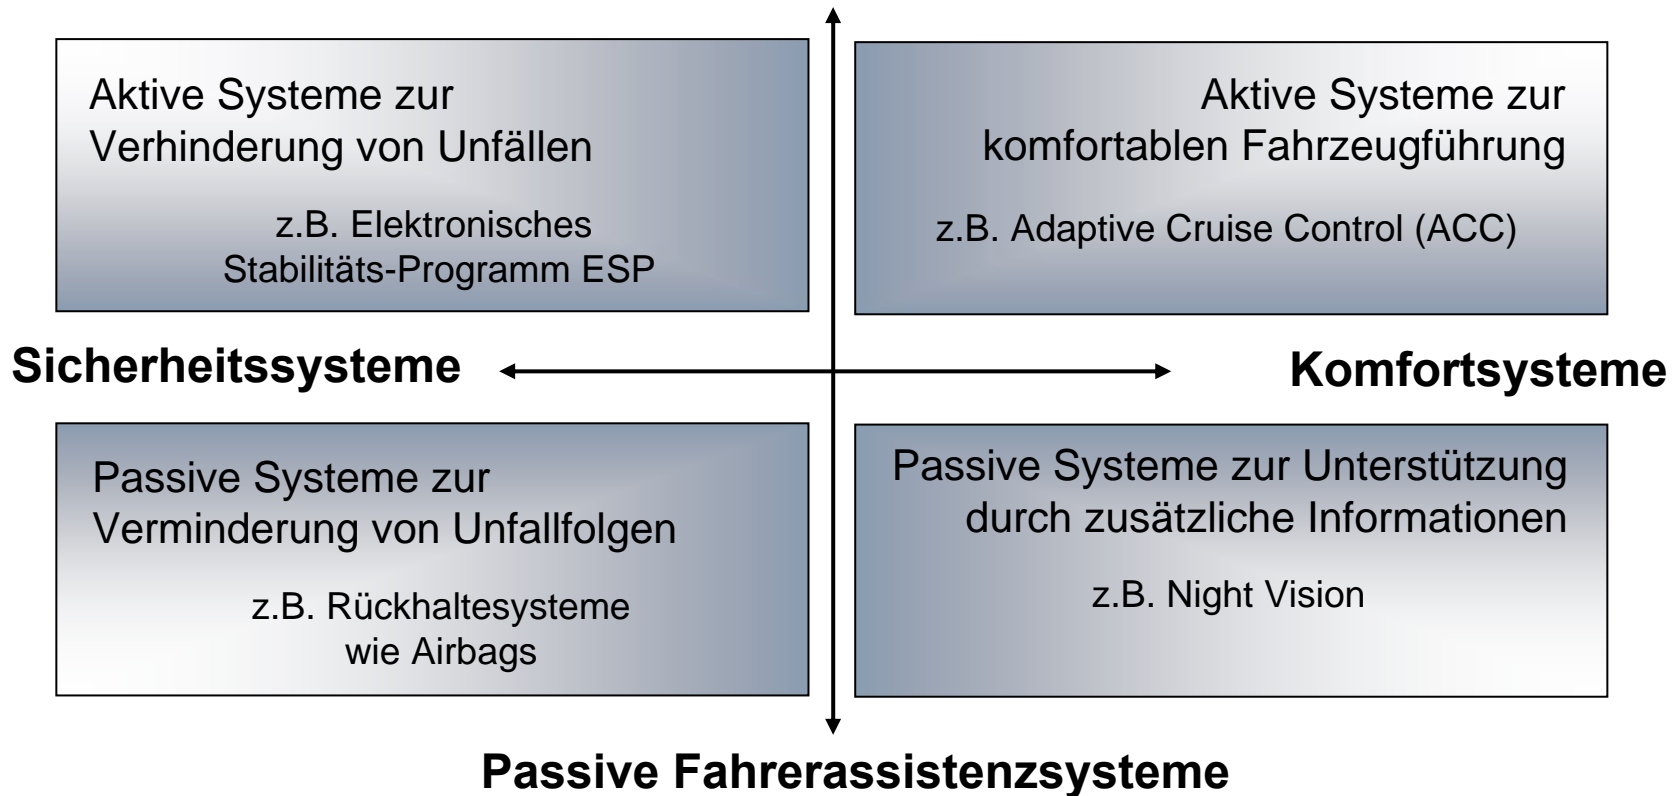 Aktive Systeme zur
Verhinderung von Unfällen
z.B. Elektronisches
Stabilitäts-Programm ESP
Aktive Systeme zur
komfortablen Fahrzeugführung
z.B. Adaptive Cruise Control (ACC)
Sicherheitssysteme
Komfortsysteme
Passive Systeme zur
Verminderung von Unfallfolgen
z.B. Rückhaltesysteme
wie Airbags
Passive Systeme zur Unterstützung
durch zusätzliche Informationen
z.B. Night Vision
Passive Fahrerassistenzsysteme